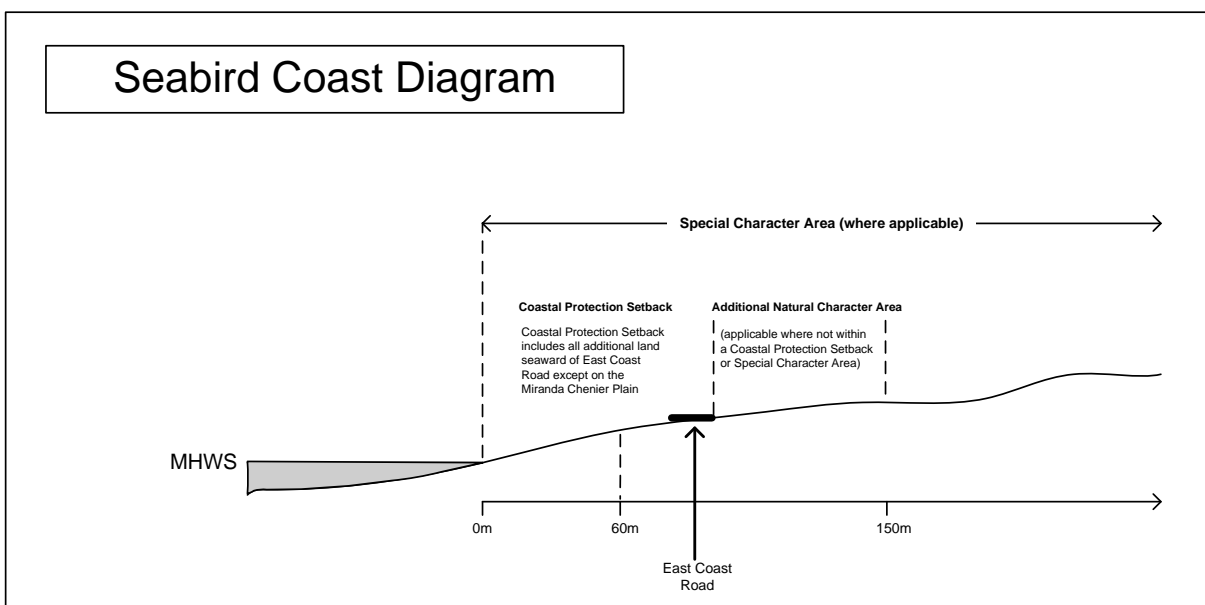 Seabird Coast Diagram
Special Character Area (where applicable)
Coastal Protection Setback
Coastal Protection Setback
includes all additional land
seaward of East Coast
Road except on the
Miranda Chenier Plain
Additional Natural Character Area
(applicable where not within
a Coastal Protection Setback
or Special Character Area)
MHWS
0m
60m
150m
East Coast
Road